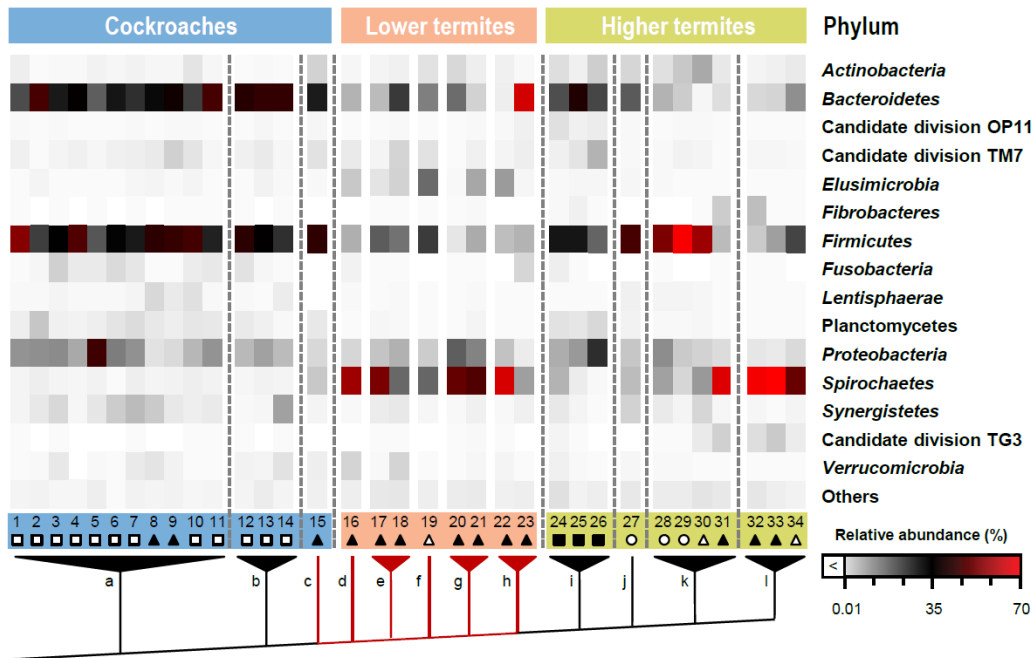 Cockroaches Lower termites Higher termites Phylum
Actinobacteria
Bacteroidetes
Candidate division OP11
Candidate division TM7
Elusimicrobia
Fibrobacteres
Firmicutes
Fusobacteria
Lentisphaerae
Planctomycetes
Proteobacteria
Spirochaetes
Synergistetes
Candidate division TG3
Verrucomicrobia
Others
1 2 3 4 5 6 7 8 9 10 11 12 13 14 15 16 17 18 19 20 21 22 23 24 25 26 27 28 29 30 31 32 33 34
Relative abundance (%)
<
a b c d e f g h i j k l
0.01 35 70